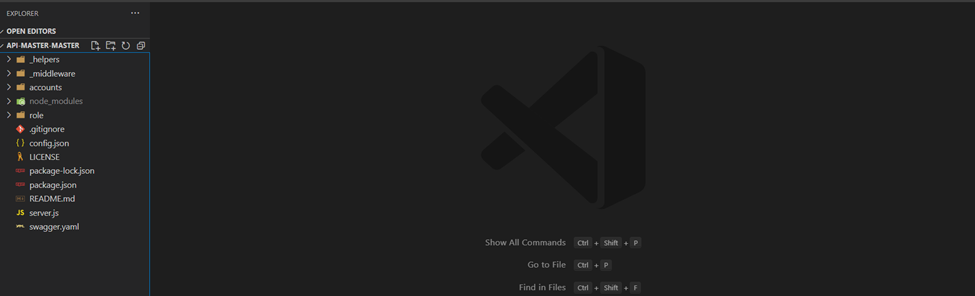 EXPLORER
OPEN EDITORS
API-MASTER-MASTER
_helpers
_middleware
accounts
node_modules
role
.gitignore
config.json
LICENSE
package-lock.json
package.json
README.md
JS server.js
swagger.yaml
Show All Commands Ctrl + Shift + P
Go to File Ctrl + P
Find in Files Ctrl + Shift + F